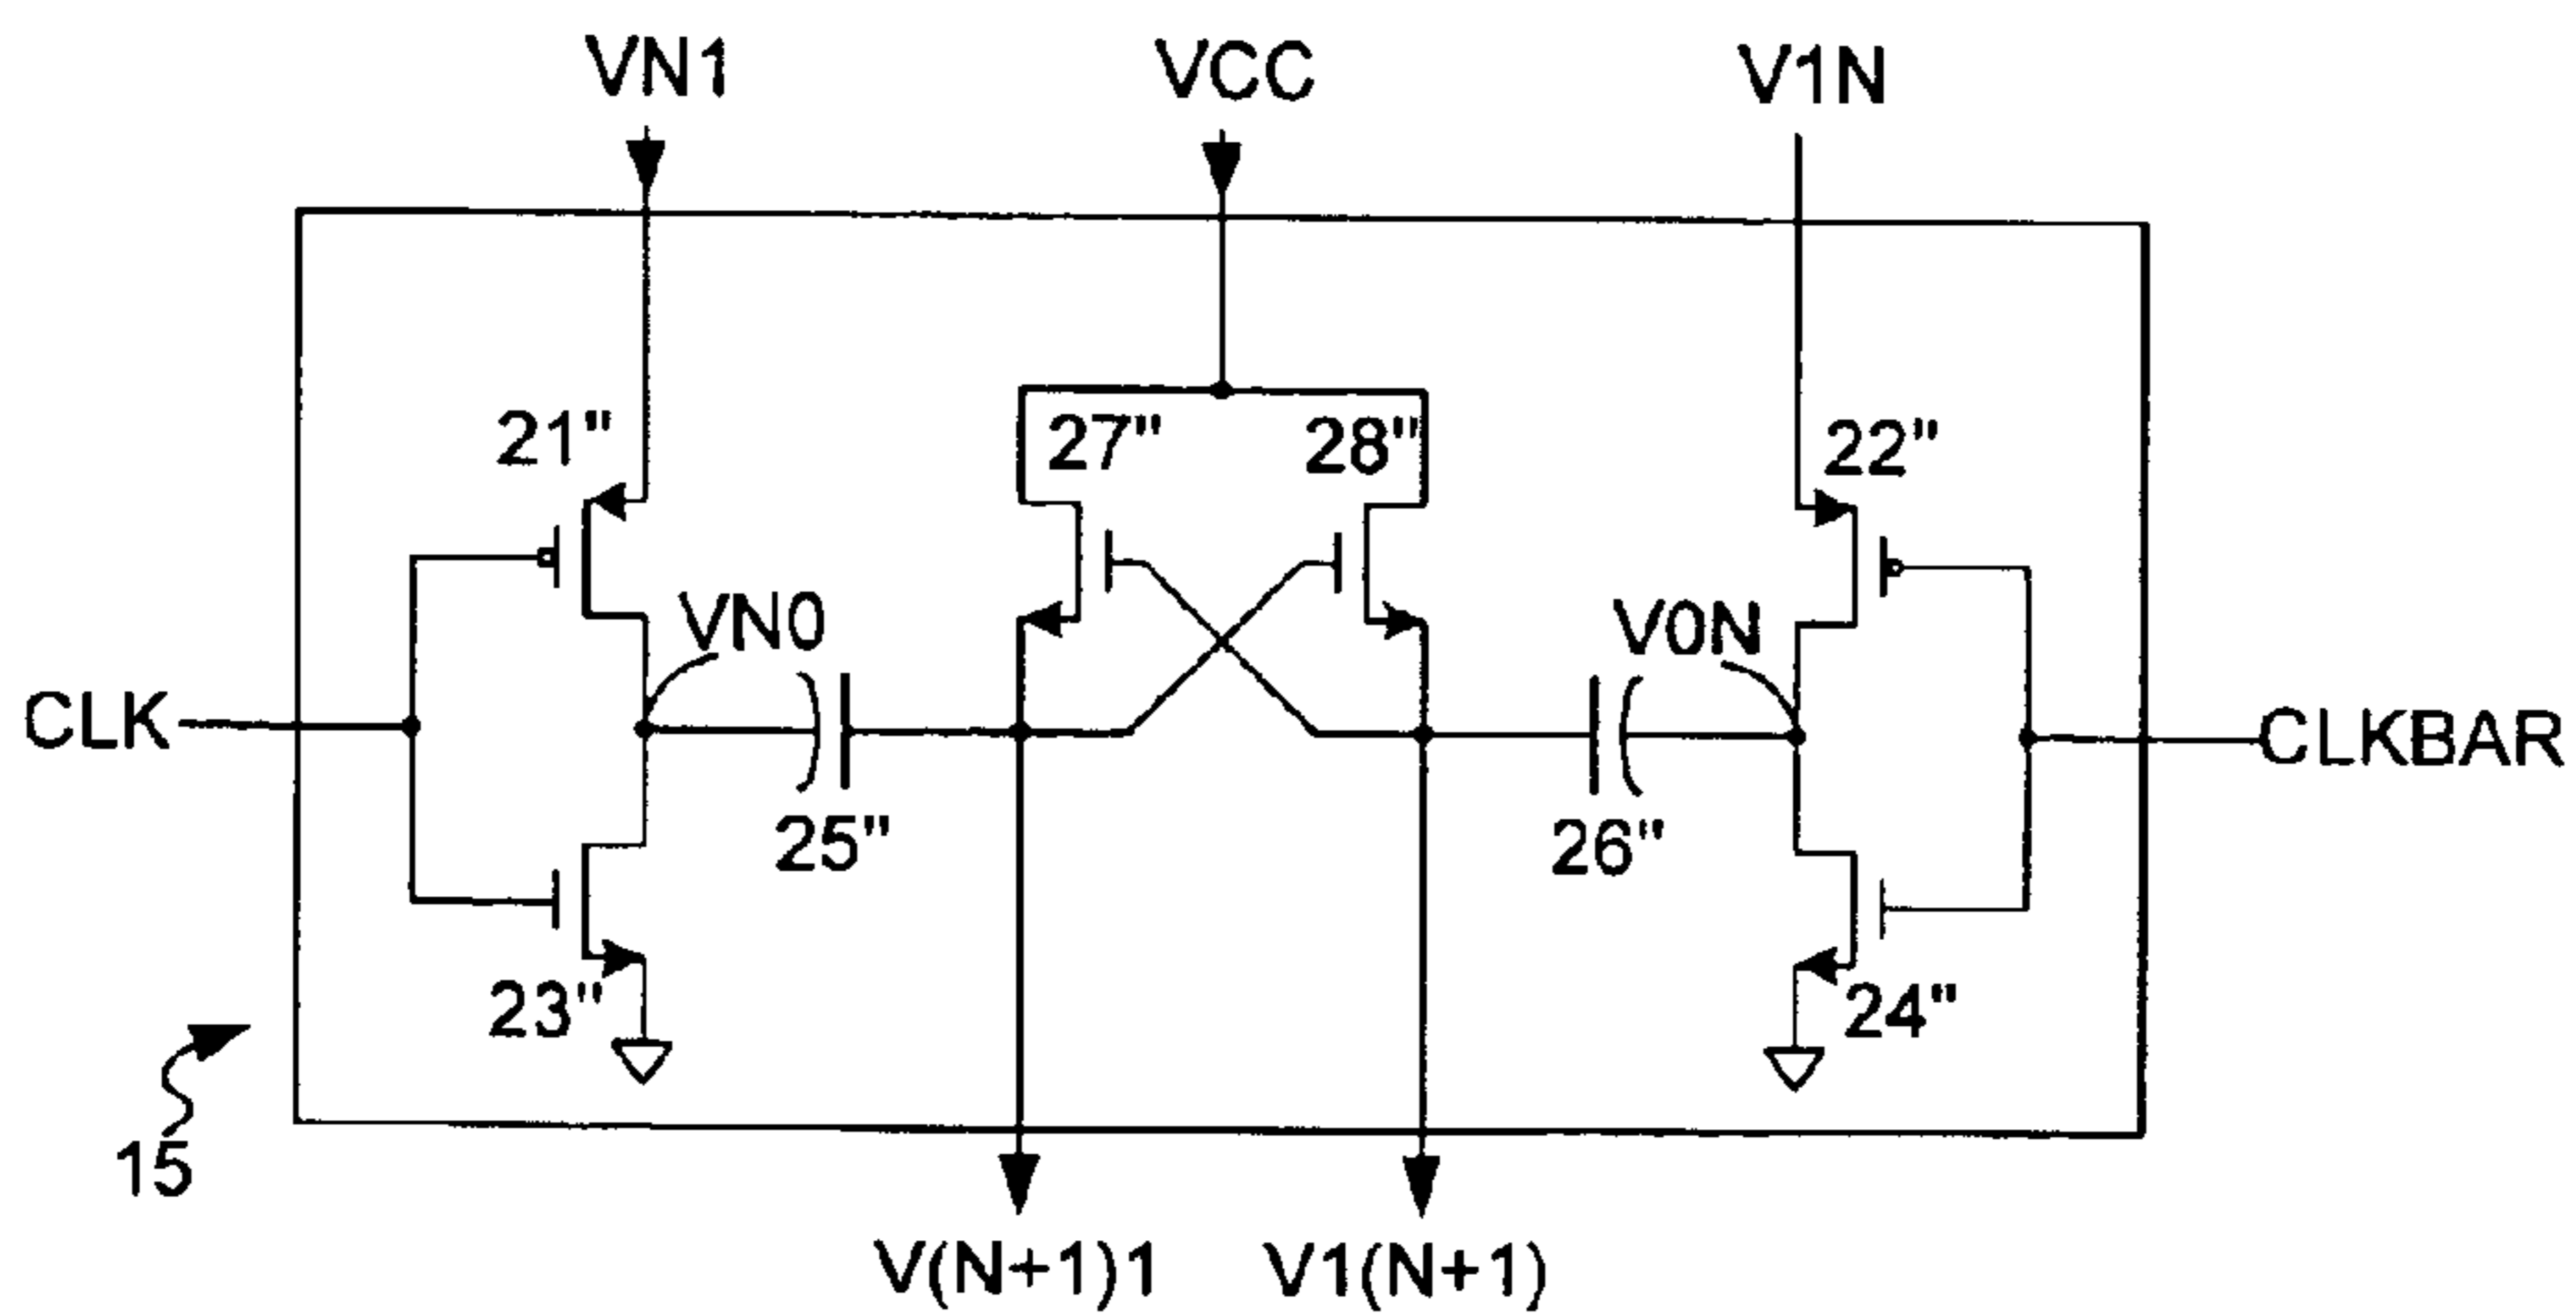 VN1 VCC V1N
21" 27" 28" 22"
VN0 V0N
CLK CLKBAR
25" 26"
23" 24"
15
V(N+1)1 V1(N+1)